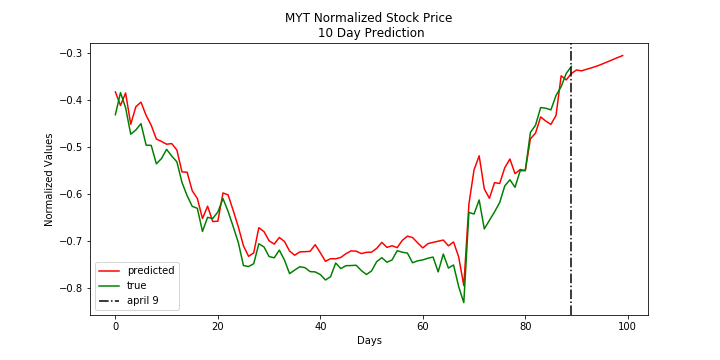 MYT Normalized Stock Price
10 Day Prediction
−0.3
−0.4
−0.5
−0.6
−0.7
−0.8
Normalized Values
predicted
true
april 9
0 20 40 60 80 100
Days